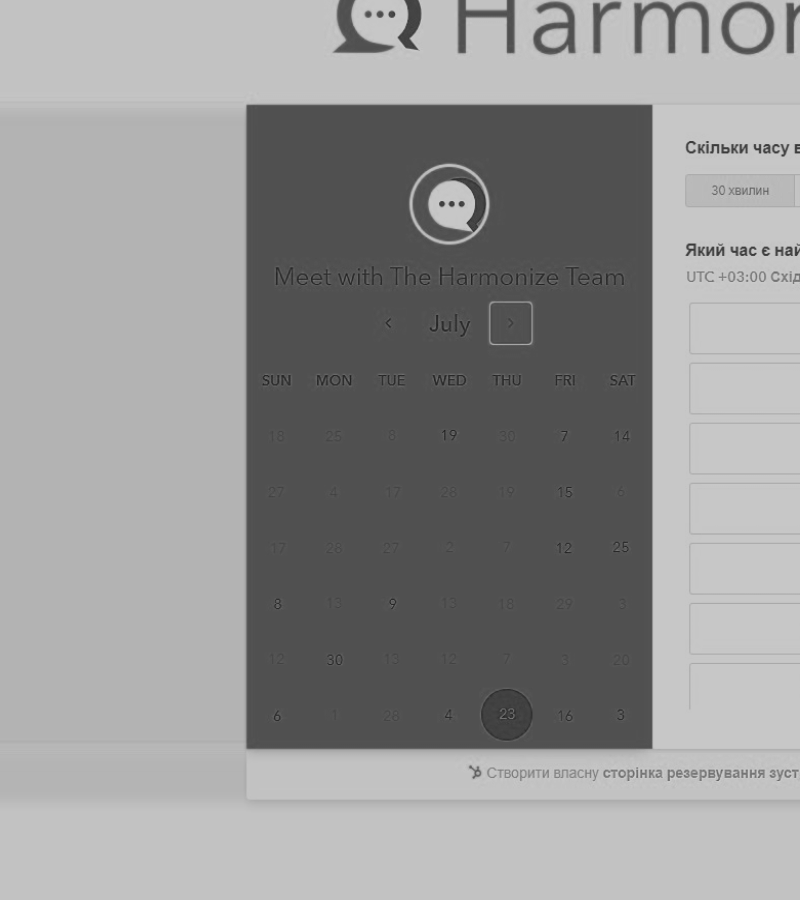 Harmon
Meet with The Harmonize Team
July
SUN MON TUE WED THU FRI SAT
18 25 8 19 30 7 14
27 4 17 28 19 15 6
17 28 27 2 7 12 25
8 13 9 13 18 29 3
12 30 13 12 7 3 20
6 1 28 4 23 16 3
Скільки часу в
30 хвилин
Який час є най
UTC +03:00 Схід
Створити власну сторінка резервування зуст